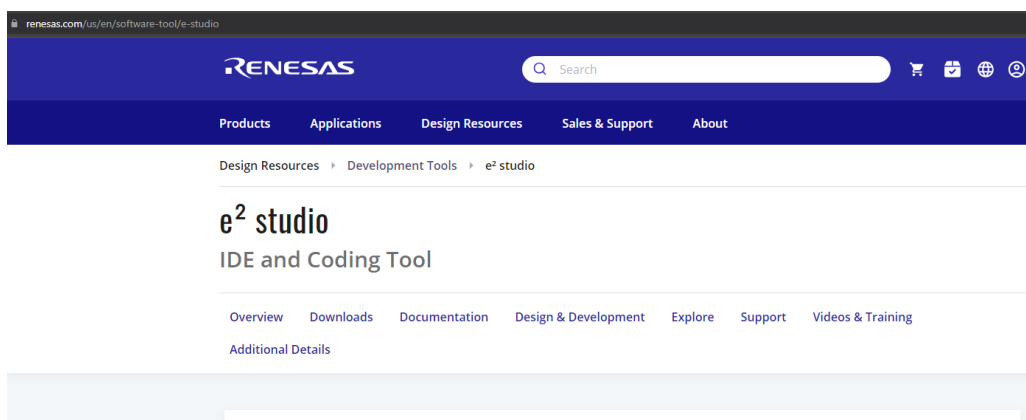 renesas.com/us/en/software-tool/e-studio
RENESAS
Search
Products Applications Design Resources Sales & Support About
Design Resources Development Tools e² studio
e² studio
IDE and Coding Tool
Overview Downloads Documentation Design & Development Explore Support Videos & Training
Additional Details